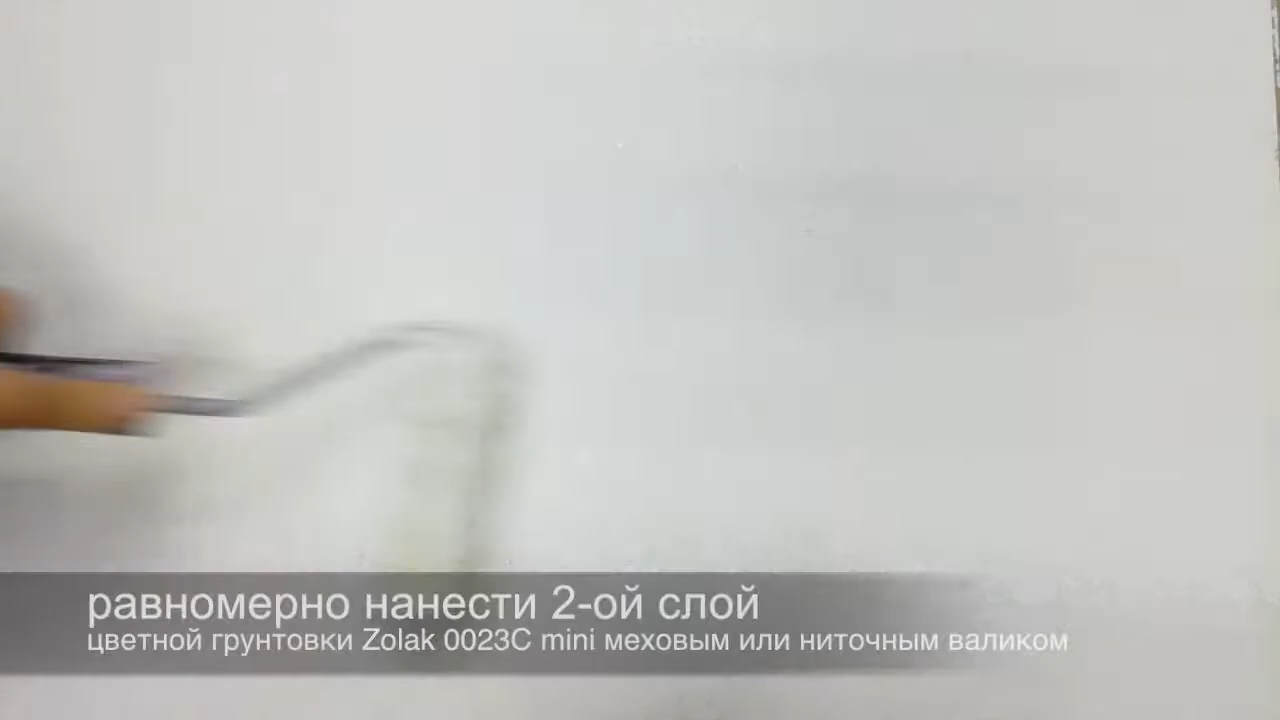 равномерно нанести 2-ой слой
цветной грунтовки Zolak 0023C mini меховым или ниточным валиком